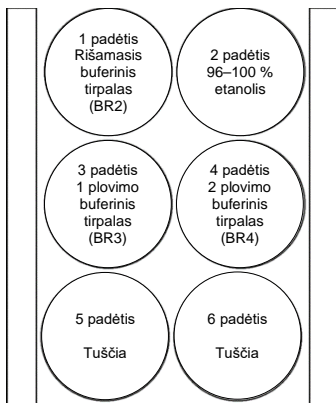 1 padėtis
Rišamasis
buferinis
tirpalas
(BR2)
2 padėtis
96–100 %
etanolis
3 padėtis
1 plovimo
buferinis
tirpalas
(BR3)
4 padėtis
2 plovimo
buferinis
tirpalas
(BR4)
5 padėtis
Tuščia
6 padėtis
Tuščia